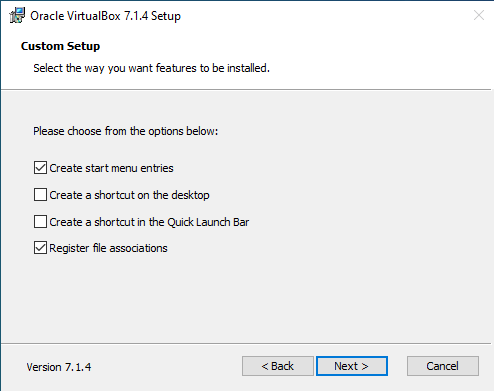 Oracle VirtualBox 7.1.4 Setup
Custom Setup
Select the way you want features to be installed.
Please choose from the options below:
Create start menu entries
Create a shortcut on the desktop
Create a shortcut in the Quick Launch Bar
Register file associations
Version 7.1.4
< Back
Next >
Cancel